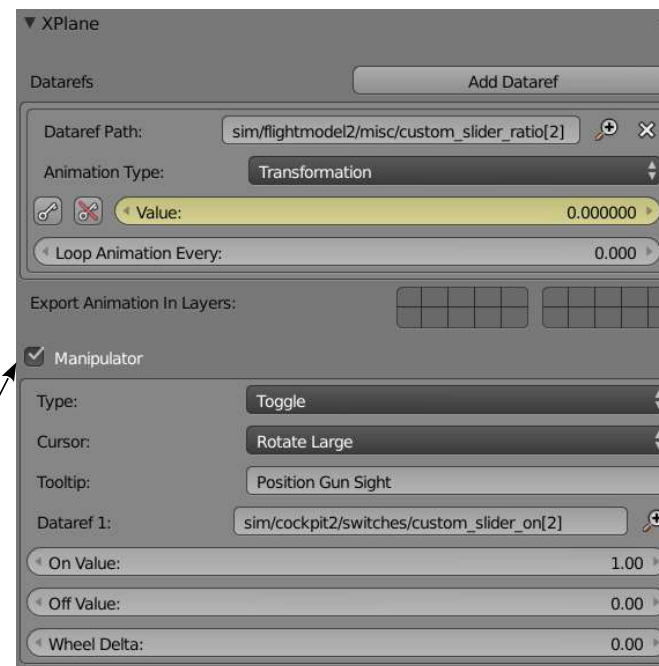 XPlane
Datarefs Add Dataref
Dataref Path: sim/flightmodel2/misc/custom_slider_ratio[2]
Animation Type: Transformation
Value: 0.000000
Loop Animation Every: 0.000
Export Animation In Layers:
Manipulator
Type: Toggle
Cursor: Rotate Large
Tooltip: Position Gun Sight
Dataref 1: sim/cockpit2/switches/custom_slider_on[2]
On Value: 1.00
Off Value: 0.00
Wheel Delta: 0.00